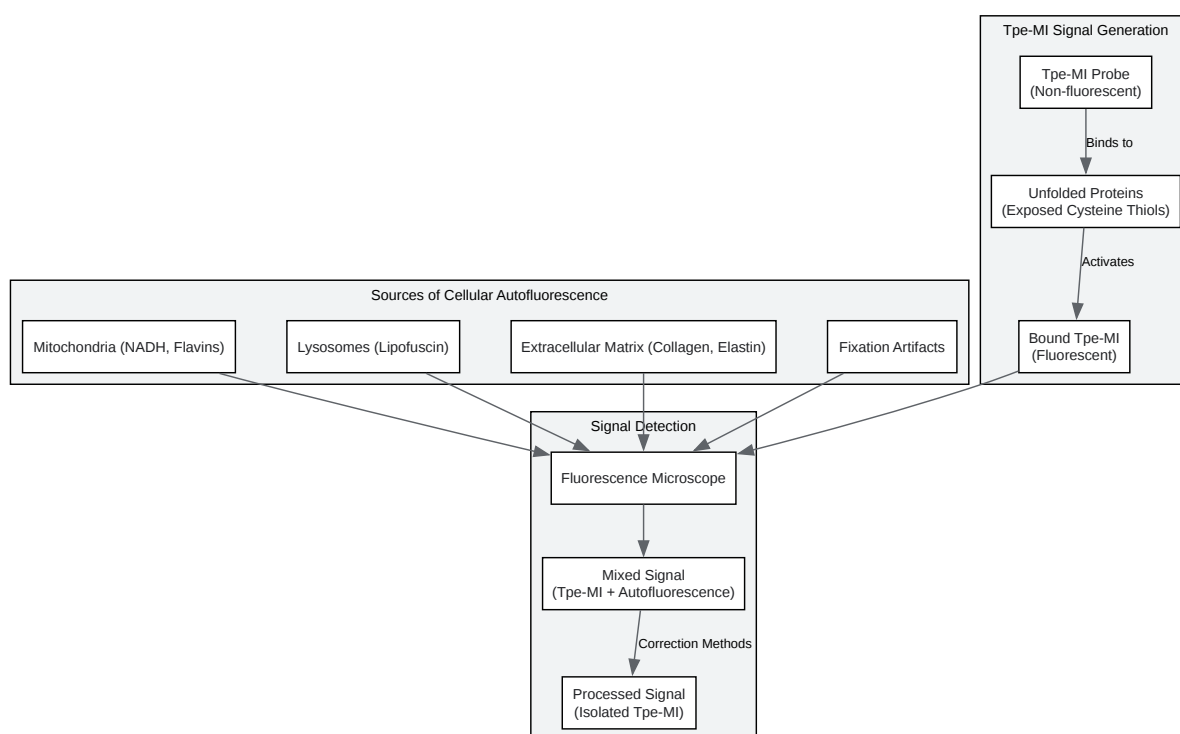 Tpe-MI Signal Generation
Tpe-MI Probe
(Non-fluorescent)
Binds to
Unfolded Proteins
(Exposed Cysteine Thiols)
Activates
Bound Tpe-MI
(Fluorescent)
Sources of Cellular Autofluorescence
Mitochondria (NADH, Flavins)
Lysosomes (Lipofuscin)
Extracellular Matrix (Collagen, Elastin)
Fixation Artifacts
Signal Detection
Fluorescence Microscope
Mixed Signal
(Tpe-MI + Autofluorescence)
Correction Methods
Processed Signal
(Isolated Tpe-MI)